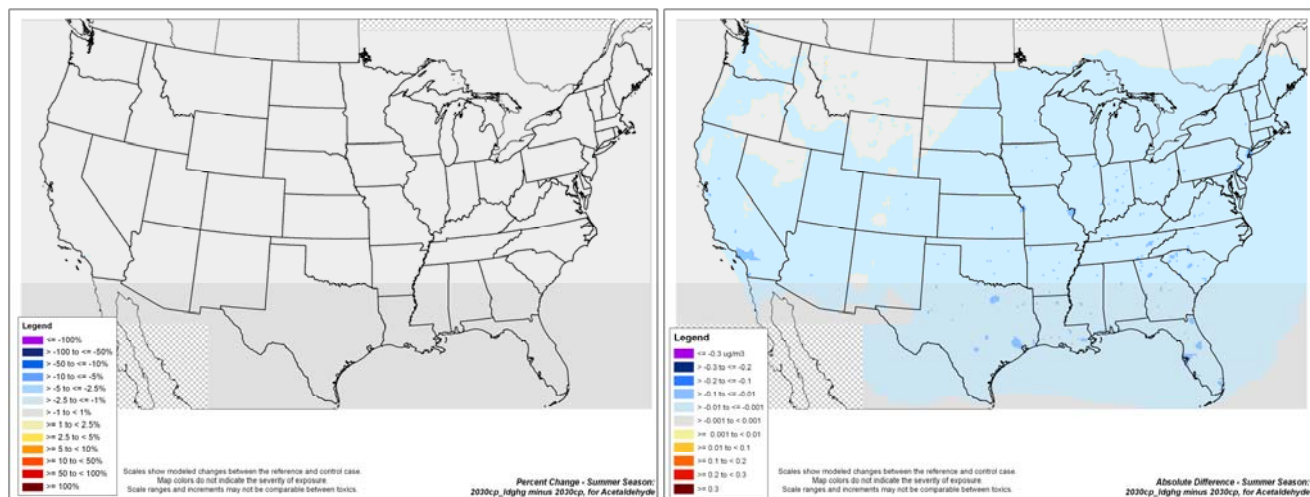 Legend
<= -100%
> -100 to <= -50%
> -50 to <= -10%
> -10 to <= -5%
> -5 to <= -2.5%
> -2.5 to <= -1%
> -1 to < 1%
>= 1 to < 2.5%
>= 2.5 to < 5%
>= 5 to < 10%
>= 10 to < 50%
>= 50 to < 100%
>= 100%
Scales show modeled changes between the reference and control case.
Map colors do not indicate the severity of exposure.
Scale ranges and increments may not be comparable between toxics.
Percent Change - Summer Season:
2030cp_ldghg minus 2030cp, for Acetaldehyde
Legend
<= -0.3 ug/m3
> -0.3 to <= -0.2
> -0.2 to <= -0.1
> -0.1 to <= -0.01
> -0.01 to <= -0.001
> -0.001 to < 0.001
>= 0.001 to < 0.01
>= 0.01 to < 0.1
>= 0.1 to < 0.2
>= 0.2 to < 0.3
>= 0.3
Scales show modeled changes between the reference and control case.
Map colors do not indicate the severity of exposure.
Scale ranges and increments may not be comparable between toxics.
Absolute Difference - Summer Season:
2030cp_ldghg minus 2030cp, for Acetaldehyde